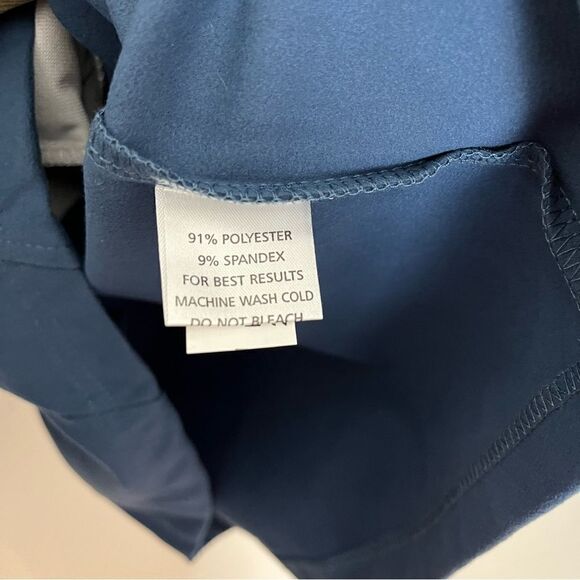 91% POLYESTER
9% SPANDEX
FOR BEST RESULTS
MACHINE WASH COLD
DO NOT BLEACH